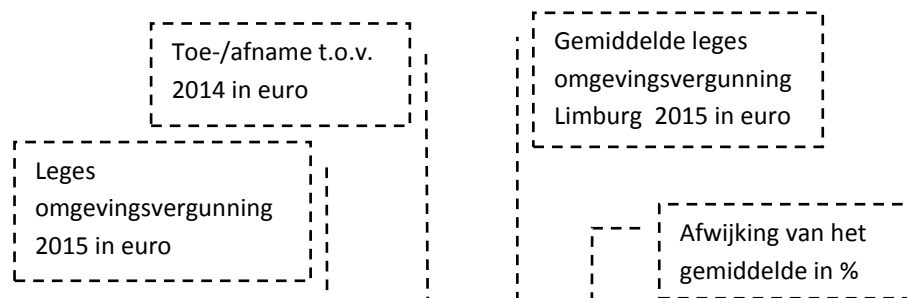 Toe-/afname t.o.v.
2014 in euro
Gemiddelde leges
omgevingsvergunning
Limburg 2015 in euro
Leges
omgevingsvergunning
2015 in euro
Afwijking van het
gemiddelde in %